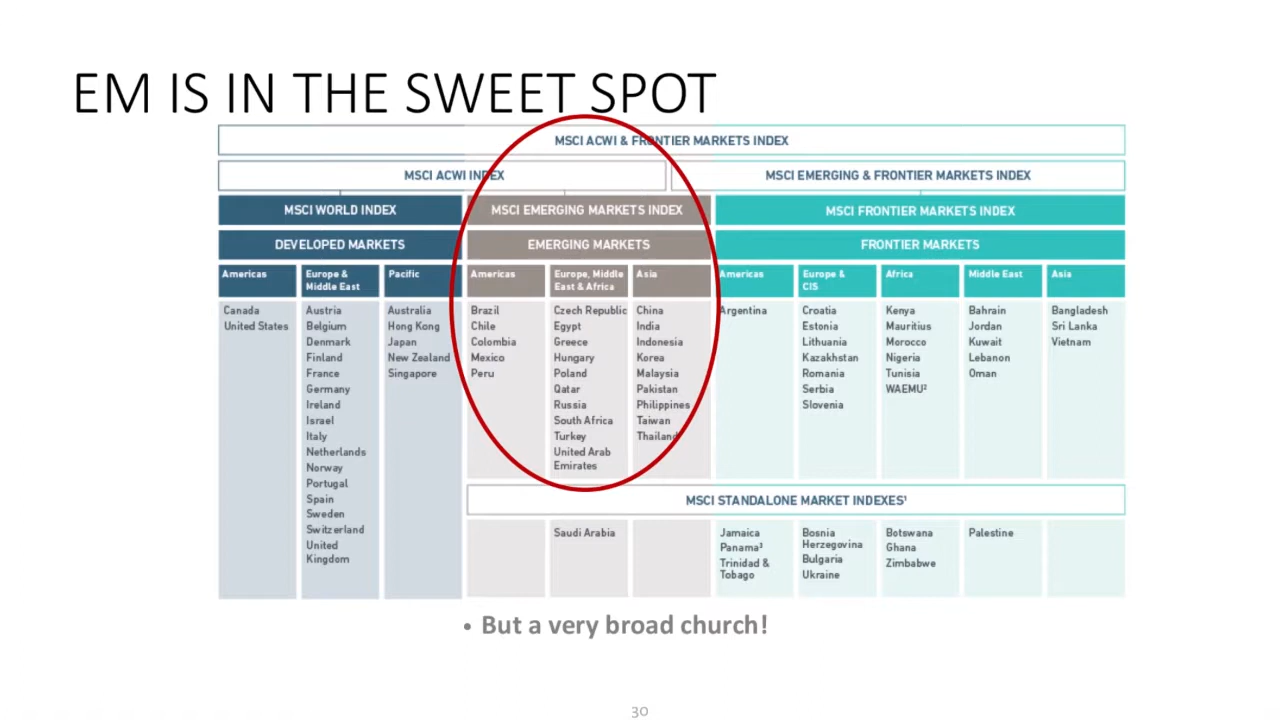 EM IS IN THE SWEET SPOT
MSCI ACWI & FRONTIER MARKETS INDEX
MSCI ACWI INDEX
MSCI EMERGING & FRONTIER MARKETS INDEX
MSCI WORLD INDEX
MSCI EMERGING MARKETS INDEX
MSCI FRONTIER MARKETS INDEX
DEVELOPED MARKETS
EMERGING MARKETS
FRONTIER MARKETS
Americas
Europe &
Middle East
Pacific
Americas
Europe, Middle
East & Africa
Asia
Americas
Europe &
CIS
Africa
Middle East
Asia
Canada
United States
Austria
Belgium
Denmark
Finland
France
Germany
Ireland
Israel
Italy
Netherlands
Norway
Portugal
Spain
Sweden
Switzerland
United
Kingdom
Australia
Hong Kong
Japan
New Zealand
Singapore
Brazil
Chile
Colombia
Mexico
Peru
Czech Republic
Egypt
Greece
Hungary
Poland
Qatar
Russia
South Africa
Turkey
United Arab
Emirates
China
India
Indonesia
Korea
Malaysia
Pakistan
Philippines
Taiwan
Thailand
Argentina
Croatia
Estonia
Lithuania
Kazakhstan
Romania
Serbia
Slovenia
Kenya
Mauritius
Morocco
Nigeria
Tunisia
WAEMU²
Bahrain
Jordan
Kuwait
Lebanon
Oman
Bangladesh
Sri Lanka
Vietnam
MSCI STANDALONE MARKET INDEXES¹
Saudi Arabia
Jamaica
Panama³
Trinidad &
Tobago
Bosnia
Herzegovina
Bulgaria
Ukraine
Botswana
Ghana
Zimbabwe
Palestine
• But a very broad church!
30